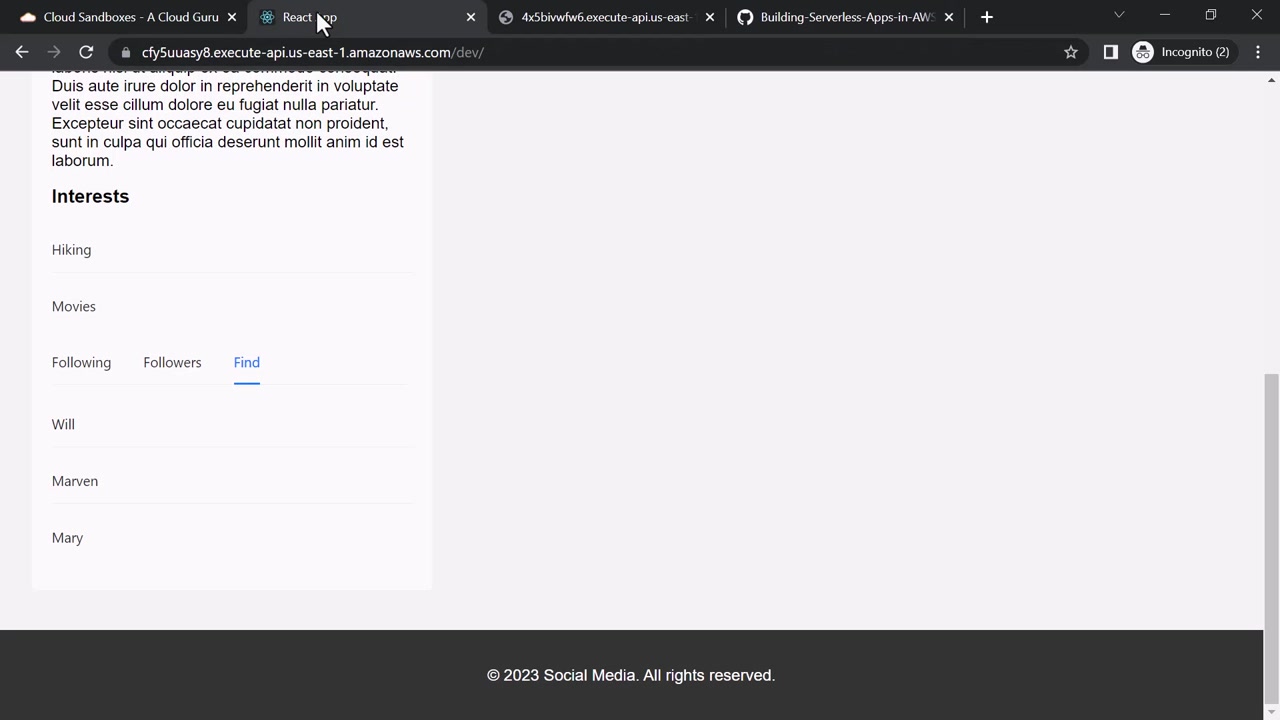 Cloud Sandboxes - A Cloud Guru
React App
4x5bivwfw6.execute-api.us-east-
Building-Serverless-Apps-in-AWS
cfy5uuasy8.execute-api.us-east-1.amazonaws.com/dev/
Incognito (2)
Duis aute irure dolor in reprehenderit in voluptate
velit esse cillum dolore eu fugiat nulla pariatur.
Excepteur sint occaecat cupidatat non proident,
sunt in culpa qui officia deserunt mollit anim id est
laborum.
Interests
Hiking
Movies
Following Followers Find
Will
Marven
Mary
© 2023 Social Media. All rights reserved.